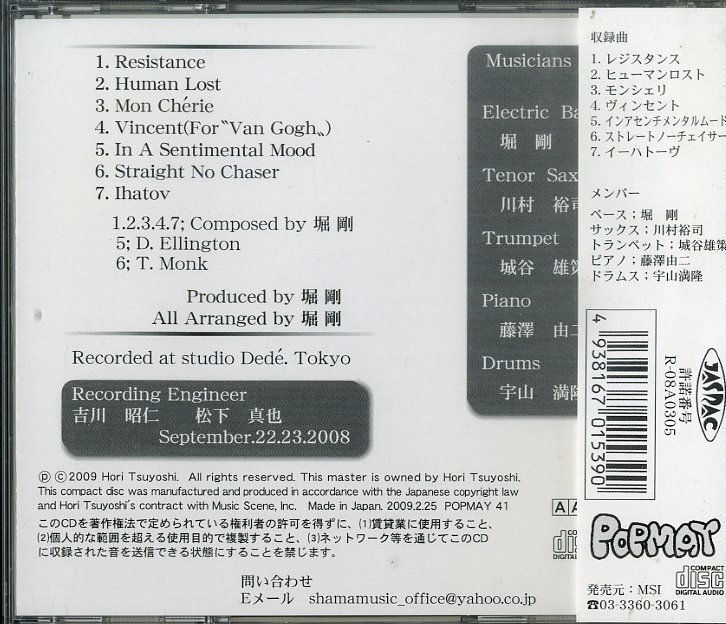 1. Resistance
2. Human Lost
3. Mon Chérie
4. Vincent(For〝Van Gogh〟)
5. In A Sentimental Mood
6. Straight No Chaser
7. Ihatov
1.2.3.4.7; Composed by 堀 剛
5; D. Ellington
6; T. Monk
Produced by 堀 剛
All Arranged by 堀 剛
Recorded at studio Dedé. Tokyo
Recording Engineer
吉川 昭仁 松下 真也
September.22.23.2008
Musicians
Electric Ba
堀 剛
Tenor Sax
川村 裕司
Trumpet
城谷 雄策
Piano
藤澤 由二
Drums
宇山 満隆
Ⓟ Ⓒ2009 Hori Tsuyoshi. All rights reserved. This master is owned by Hori Tsuyoshi.
This compact disc was manufactured and produced in accordance with the Japanese copyright law
and Hori Tsuyoshi's contract with Music Scene, Inc. Made in Japan. 2009.2.25 POPMAY 41
このCDを著作権法で定められている権利者の許可を得ずに、(1)賃貸業に使用すること、
(2)個人的な範囲を超える使用目的で複製すること、(3)ネットワーク等を通じてこのCD
に収録された音を送信できる状態にすることを禁じます。
問い合わせ
Eメール shamamusic_office@yahoo.co.jp
収録曲
1. レジスタンス
2. ヒューマンロスト
3. モンシェリ
4. ヴィンセント
5. インアセンチメンタルムード
6. ストレートノーチェイサー
7. イーハトーヴ
メンバー
ベース；堀 剛
サックス；川村裕司
トランペット；城谷雄策
ピアノ；藤澤由二
ドラムス；宇山満隆
4 938167 015390
JASRAC
許諾番号
R-08A0305
POPMAY
COMPACT
disc
DIGITAL AUDIO
発売元：MSI
☎03-3360-3061